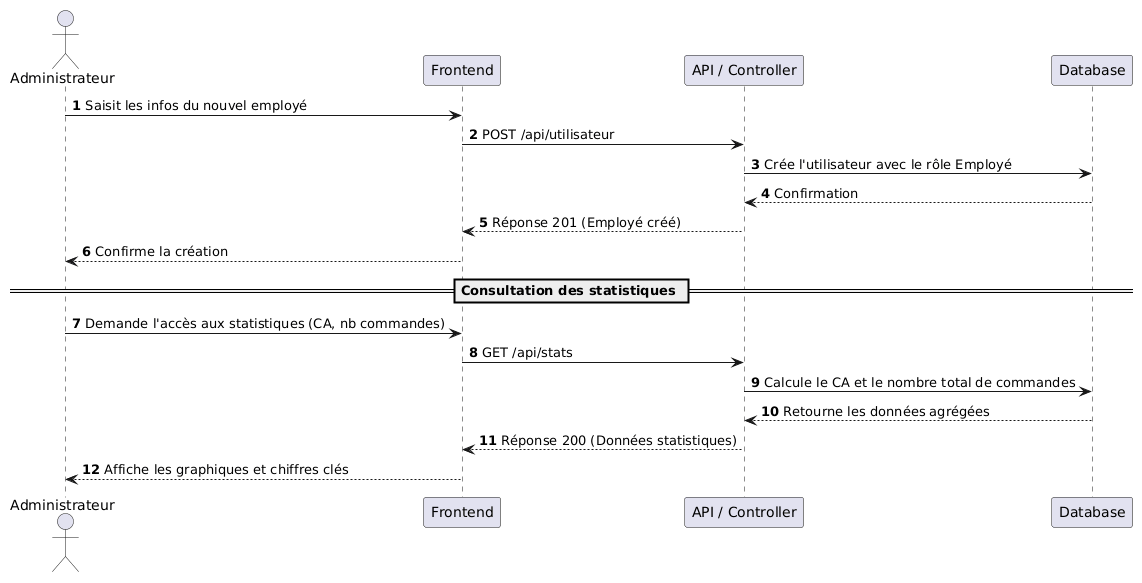 Administrateur
Frontend
API / Controller
Database
1 Saisit les infos du nouvel employé
2 POST /api/utilisateur
3 Crée l'utilisateur avec le rôle Employé
4 Confirmation
5 Réponse 201 (Employé créé)
6 Confirme la création
Consultation des statistiques
7 Demande l'accès aux statistiques (CA, nb commandes)
8 GET /api/stats
9 Calcule le CA et le nombre total de commandes
10 Retourne les données agrégées
11 Réponse 200 (Données statistiques)
12 Affiche les graphiques et chiffres clés
Administrateur
Frontend
API / Controller
Database